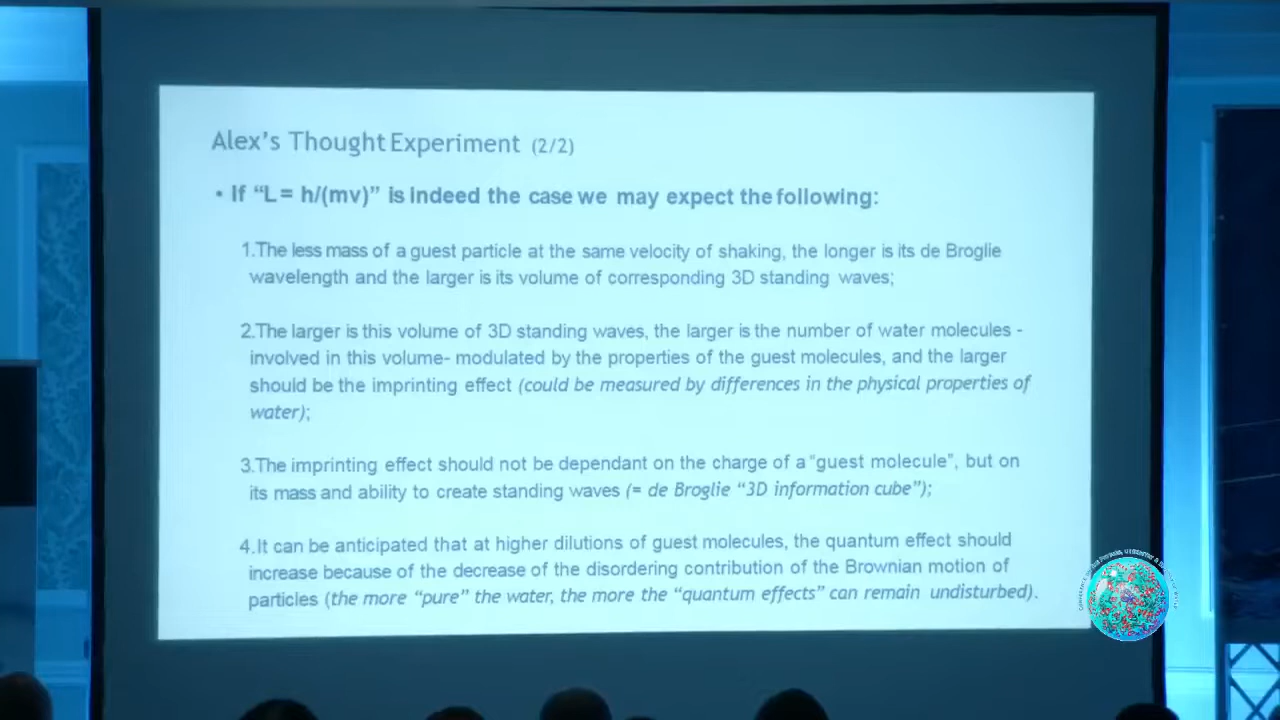 Alex's Thought Experiment (2/2)
• If "L= h/(mv)" is indeed the case we may expect the following:
1.The less mass of a guest particle at the same velocity of shaking, the longer is its de Broglie
wavelength and the larger is its volume of corresponding 3D standing waves;
2.The larger is this volume of 3D standing waves, the larger is the number of water molecules -
involved in this volume- modulated by the properties of the guest molecules, and the larger
should be the imprinting effect (could be measured by differences in the physical properties of
water);
3.The imprinting effect should not be dependant on the charge of a "guest molecule", but on
its mass and ability to create standing waves (= de Broglie "3D information cube");
4.It can be anticipated that at higher dilutions of guest molecules, the quantum effect should
increase because of the decrease of the disordering contribution of the Brownian motion of
particles (the more "pure" the water, the more the "quantum effects" can remain undisturbed).